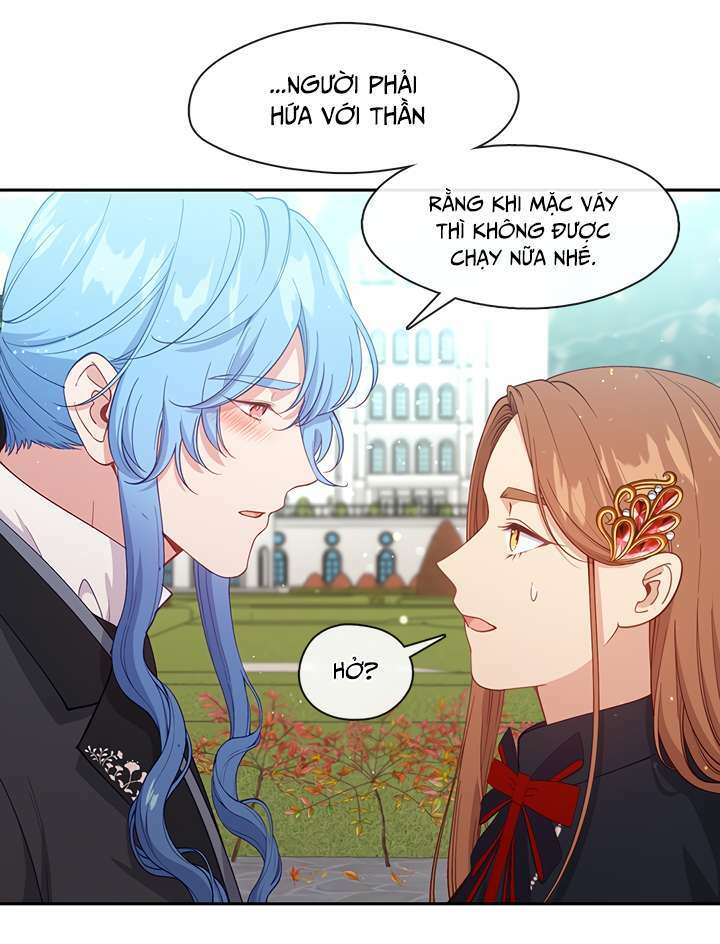 ...NGƯỜI PHẢI
HỨA VỚI THẦN
RẰNG KHI MẶC VÁY
THÌ KHÔNG ĐƯỢC
CHẠY NỮA NHÉ.
HỞ?